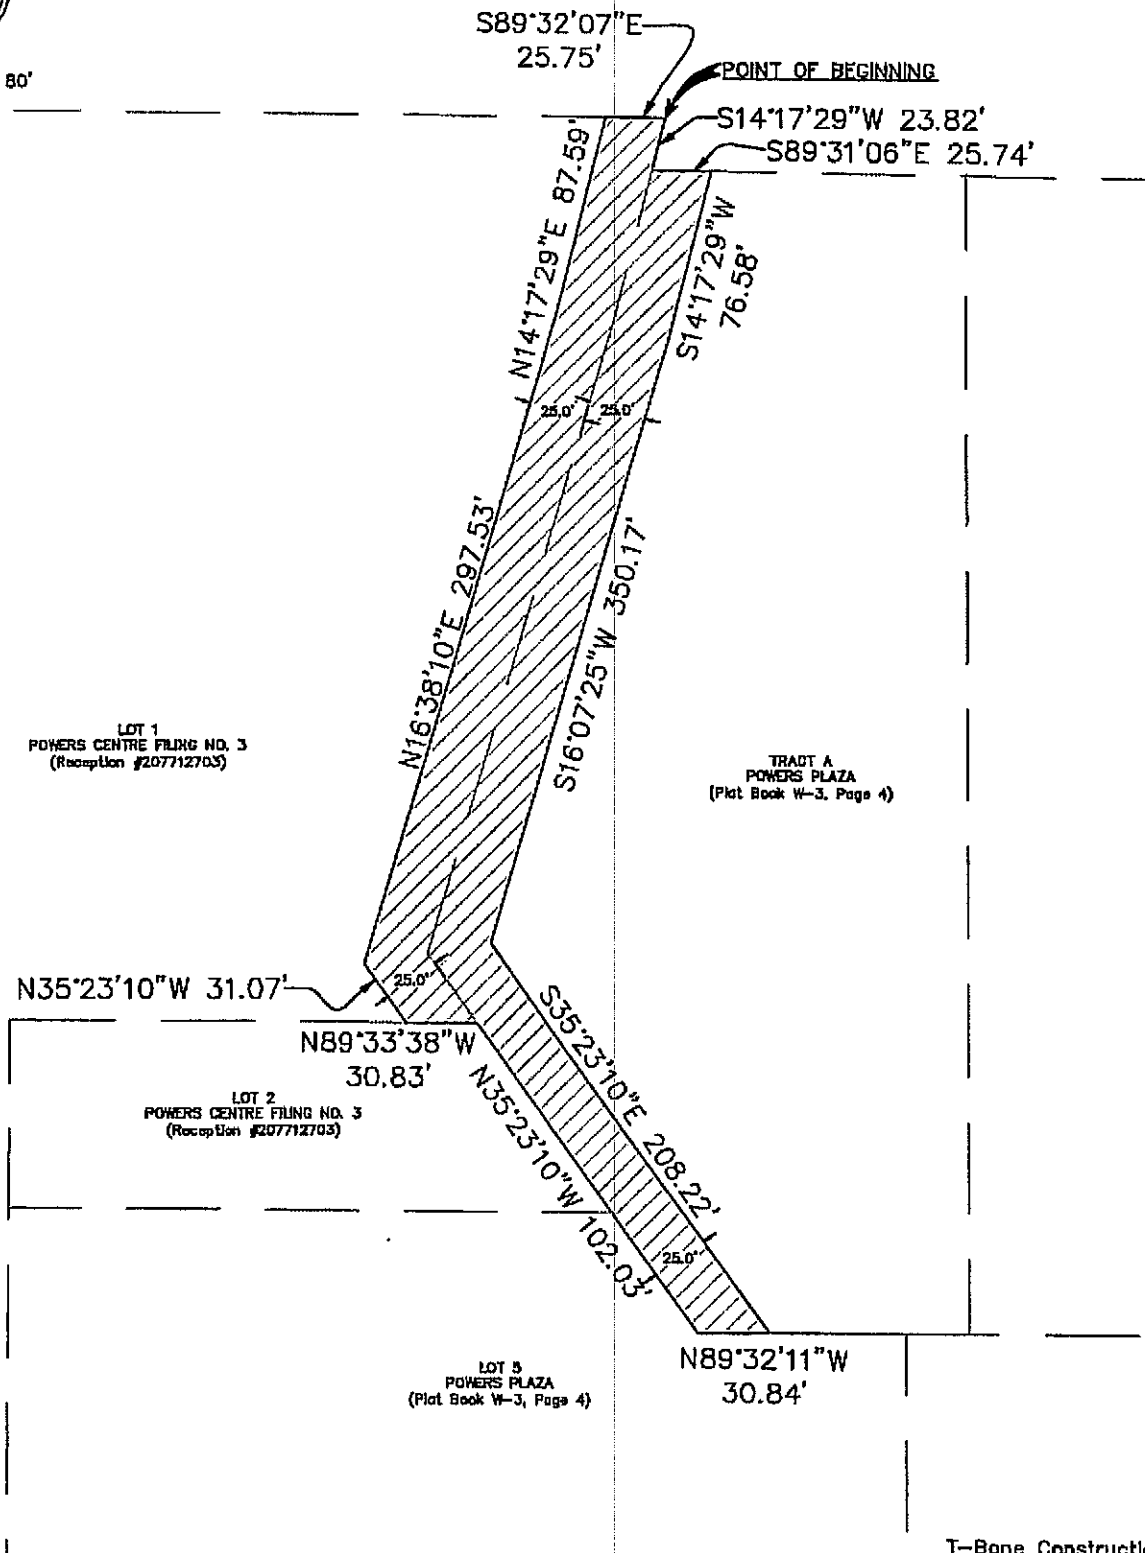 S89°32'07"E
25.75'
80'
POINT OF BEGINNING
S14°17'29"W 23.82'
S89°31'06"E 25.74'
N14°17'29"E 87.59'
S14°17'29"W
76.58'
25.0' 25.0'
N16°38'10"E 297.53'
S16°07'25"W 350.17'
LOT 1
POWERS CENTRE FILING NO. 3
(Reception #207712703)
TRACT A
POWERS PLAZA
(Plat Book W-3, Page 4)
N35°23'10"W 31.07'
25.0'
N89°33'38"W
30.83'
S35°23'10"E 208.22'
LOT 2
POWERS CENTRE FILING NO. 3
(Reception #207712703)
N35°23'10"W 102.03'
25.0'
N89°32'11"W
30.84'
LOT 5
POWERS PLAZA
(Plat Book W-3, Page 4)
T-Bone Constructi